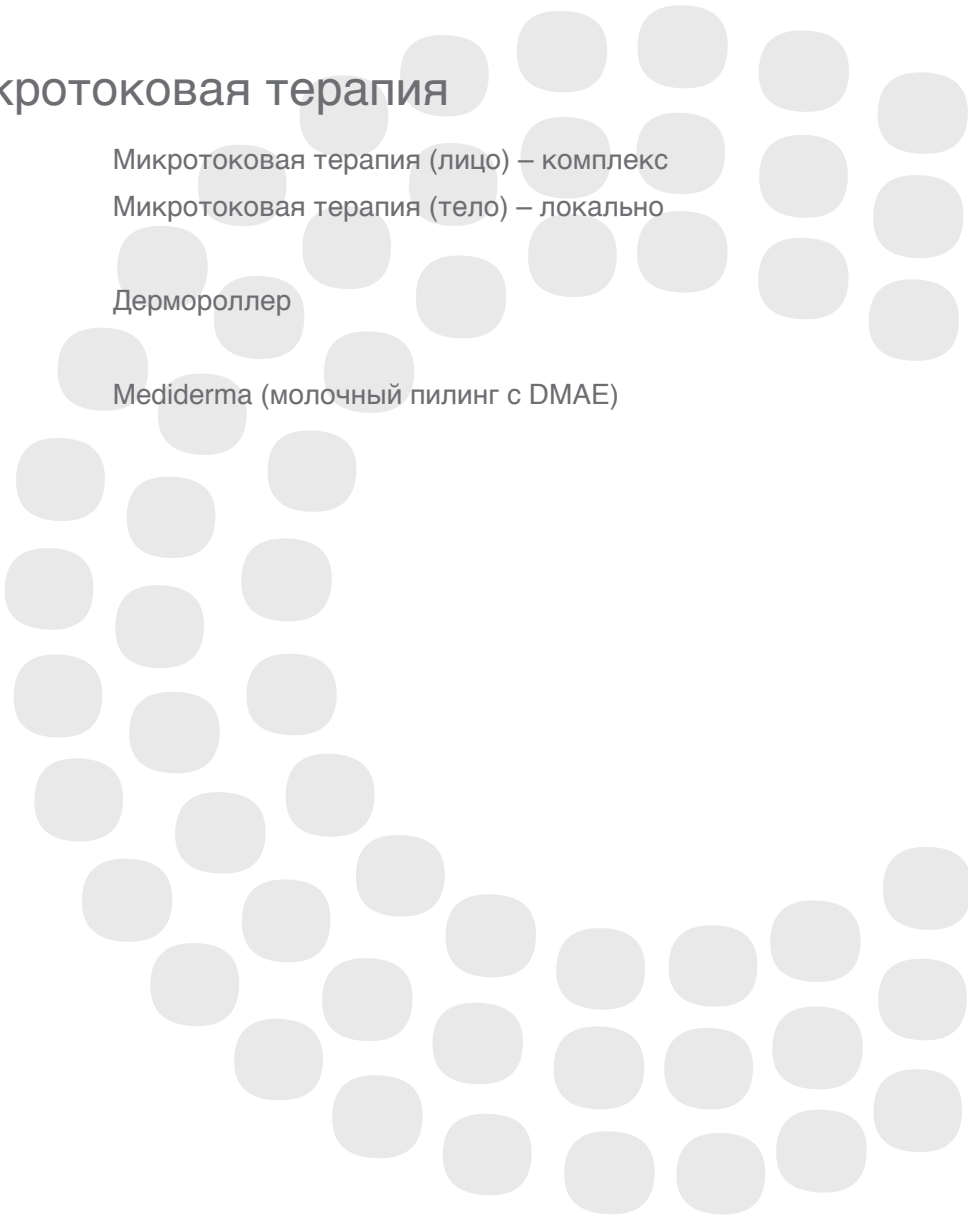 кротоковая терапия
Микротоковая терапия (лицо) – комплекс
Микротоковая терапия (тело) – локально
Дермороллер
Mediderma (молочный пилинг с DMAE)